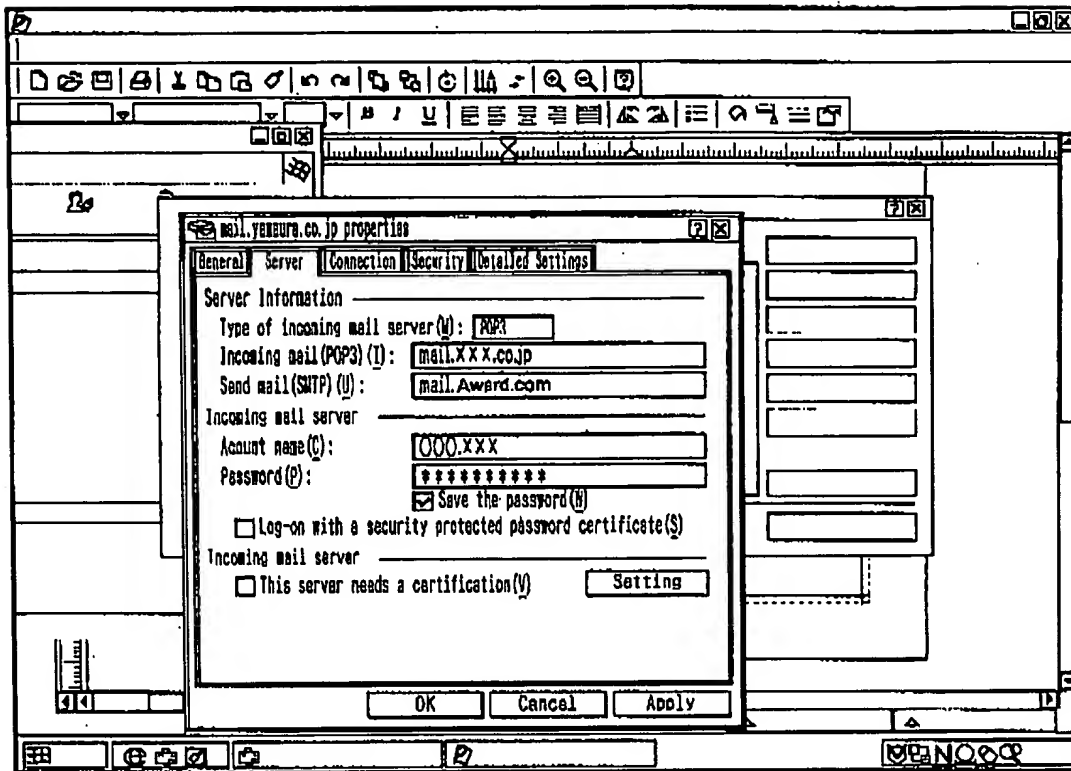 mail.yamaura.co.jp properties
General Server Connection Security Detailed Settings
Server Information
Type of incoming mail server(M): POP3
Incoming mail(POP3)(I): mail.XXX.co.jp
Send mail(SMTP)(U): mail.Award.com
Incoming mail server
Acount name(C): OOO.XXX
Password(P): **********
Save the password(N)
Log-on with a security protected password certificate(S)
Incoming mail server
This server needs a certification(V) Setting
OK Cancel Apply